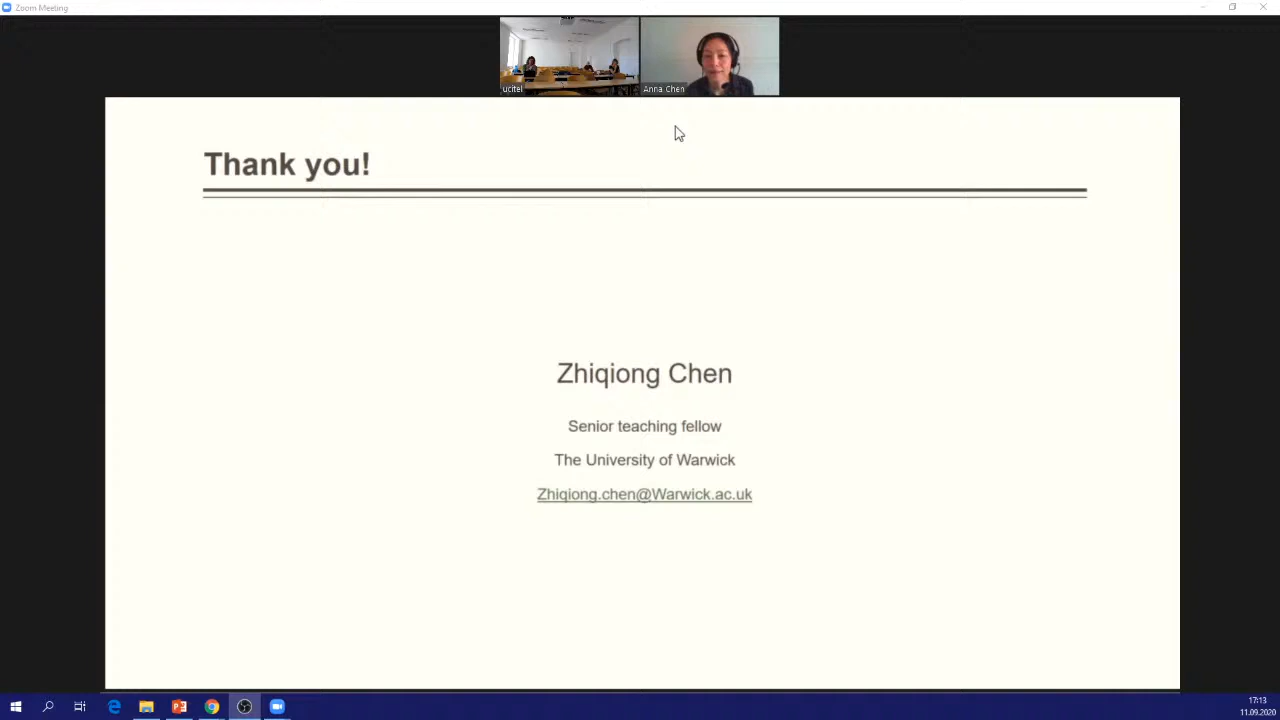 Zoom Meeting
ucitel
Anna Chen
Thank you!
Zhiqiong Chen
Senior teaching fellow
The University of Warwick
Zhiqiong.chen@Warwick.ac.uk
17:13
11.09.2020